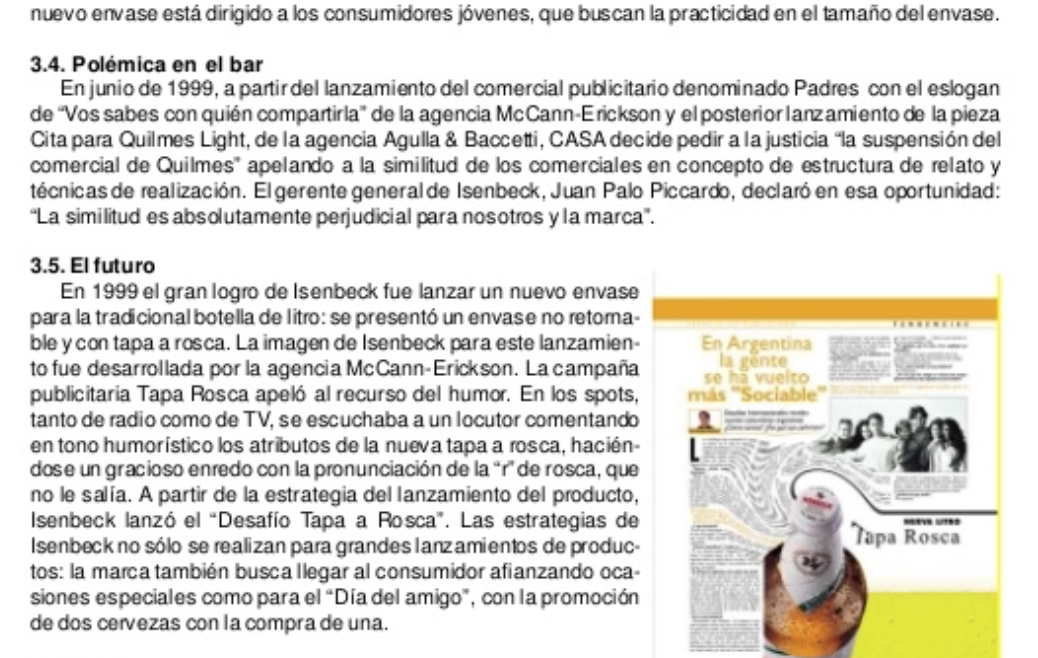 nuevo envase está dirigido a los consumidores jóvenes, que buscan la practicidad en el tamaño del envase.
3.4. Polémica en el bar
En junio de 1999, a partir del lanzamiento del comercial publicitario denominado Padres con el eslogan
de “Vos sabes con quién compartirla” de la agencia McCann-Erickson y el posterior lanzamiento de la pieza
Cita para Quilmes Light, de la agencia Agulla & Baccetti, CASA decide pedir a la justicia “la suspensión del
comercial de Quilmes” apelando a la similitud de los comerciales en concepto de estructura de relato y
técnicas de realización. El gerente general de Isenbeck, Juan Palo Piccardo, declaró en esa oportunidad:
“La similitud es absolutamente perjudicial para nosotros y la marca”.
3.5. El futuro
En 1999 el gran logro de Isenbeck fue lanzar un nuevo envase
para la tradicional botella de litro: se presentó un envase no retorna-
ble y con tapa a rosca. La imagen de Isenbeck para este lanzamien-
to fue desarrollada por la agencia McCann-Erickson. La campaña
publicitaria Tapa Rosca apeló al recurso del humor. En los spots,
tanto de radio como de TV, se escuchaba a un locutor comentando
en tono humorístico los atributos de la nueva tapa a rosca, hacién-
dose un gracioso enredo con la pronunciación de la “r” de rosca, que
no le salía. A partir de la estrategia del lanzamiento del producto,
Isenbeck lanzó el “Desafío Tapa a Rosca”. Las estrategias de
Isenbeck no sólo se realizan para grandes lanzamientos de produc-
tos: la marca también busca llegar al consumidor afianzando oca-
siones especiales como para el “Día del amigo”, con la promoción
de dos cervezas con la compra de una.
TENDENCIAS
En Argentina
la gente
se ha vuelto
más "Sociable"
NUEVA LITRO
Tapa Rosca